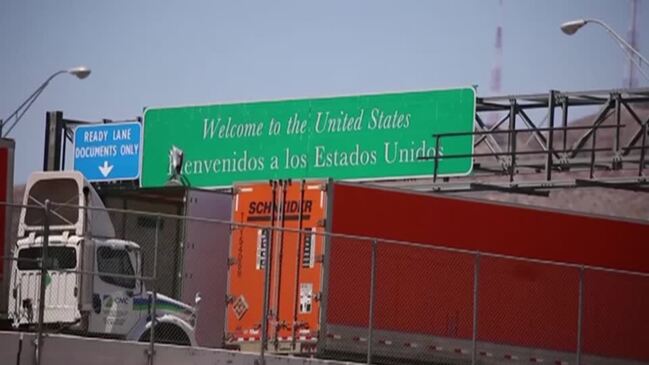 Welcome to the United States
Bienvenidos a los Estados Unidos
READY LANE
DOCUMENTS ONLY
SCHNEIDER